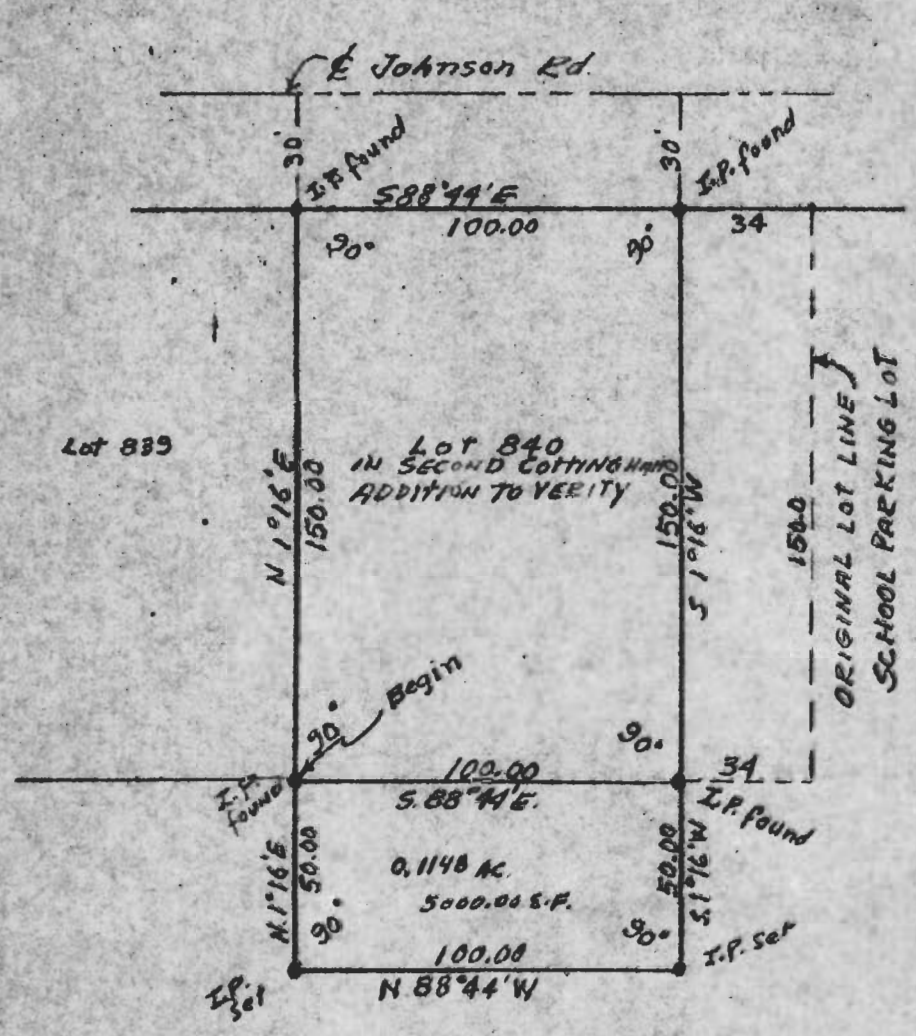 ℄ Johnson Rd.
30'
I.P. found
30'
I.P. found
S 88°44' E
100.00
34
90°
90°
Lot 839
Lot 840
IN SECOND COTTINGHAM
ADDITION TO VERITY
N 1°16' E
150.00
150.00
S 1°16' W
150.0
ORIGINAL LOT LINE
SCHOOL PARKING LOT
Begin
90°
90°
I.P. found
100.00
S. 88°44' E.
34
I.P. found
N. 1°16' E
50.00
0.1148 AC.
5000.00 S.F.
50.00
S. 1°16' W
90°
90°
100.00
N 88°44' W
I.P. set
I.P. set